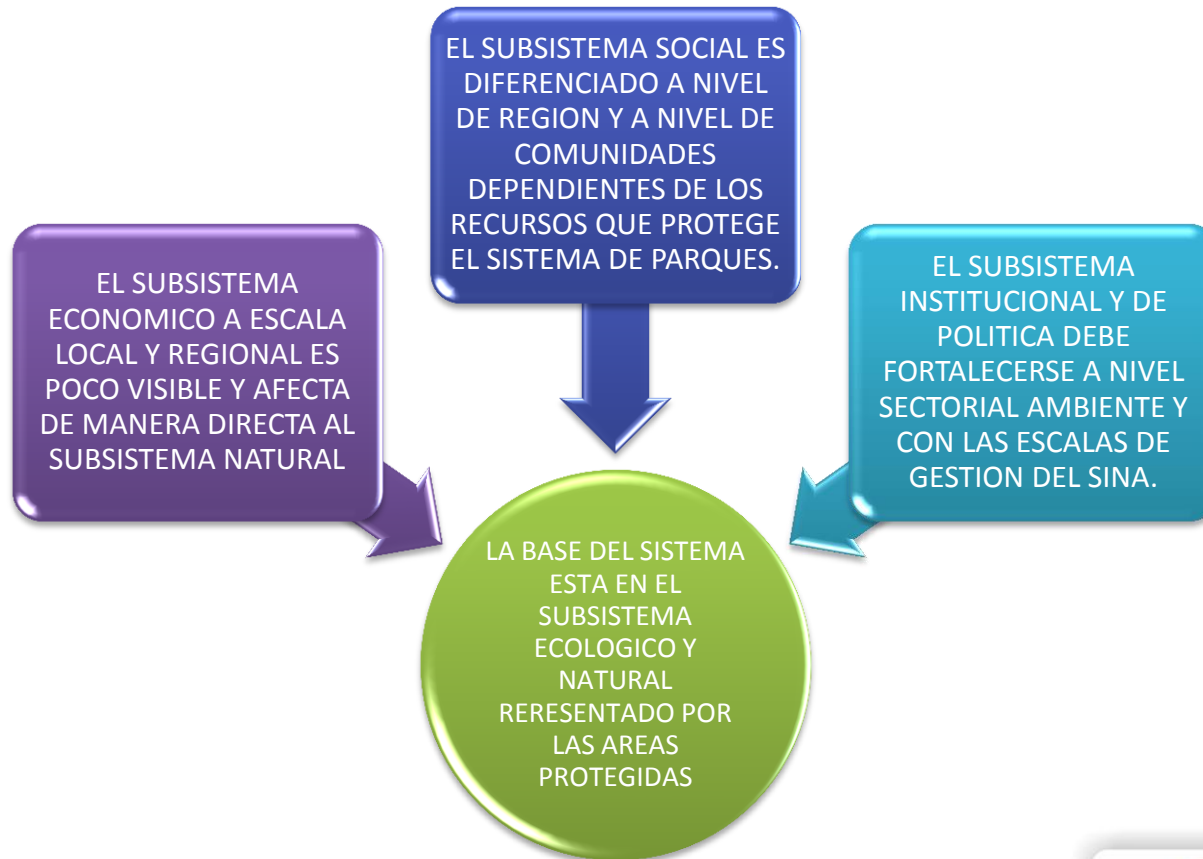 EL SUBSISTEMA SOCIAL ES
DIFERENCIADO A NIVEL
DE REGION Y A NIVEL DE
COMUNIDADES
DEPENDIENTES DE LOS
RECURSOS QUE PROTEGE
EL SISTEMA DE PARQUES.
EL SUBSISTEMA
ECONOMICO A ESCALA
LOCAL Y REGIONAL ES
POCO VISIBLE Y AFECTA
DE MANERA DIRECTA AL
SUBSISTEMA NATURAL
EL SUBSISTEMA
INSTITUCIONAL Y DE
POLITICA DEBE
FORTALECERSE A NIVEL
SECTORIAL AMBIENTE Y
CON LAS ESCALAS DE
GESTION DEL SINA.
LA BASE DEL SISTEMA
ESTA EN EL
SUBSISTEMA
ECOLOGICO Y
NATURAL
RERESENTADO POR
LAS AREAS
PROTEGIDAS